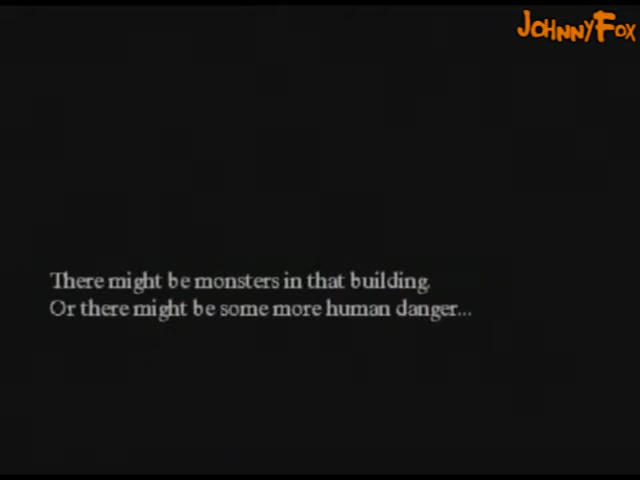 JohnnyFox
There might be monsters in that building.
Or there might be some more human danger...